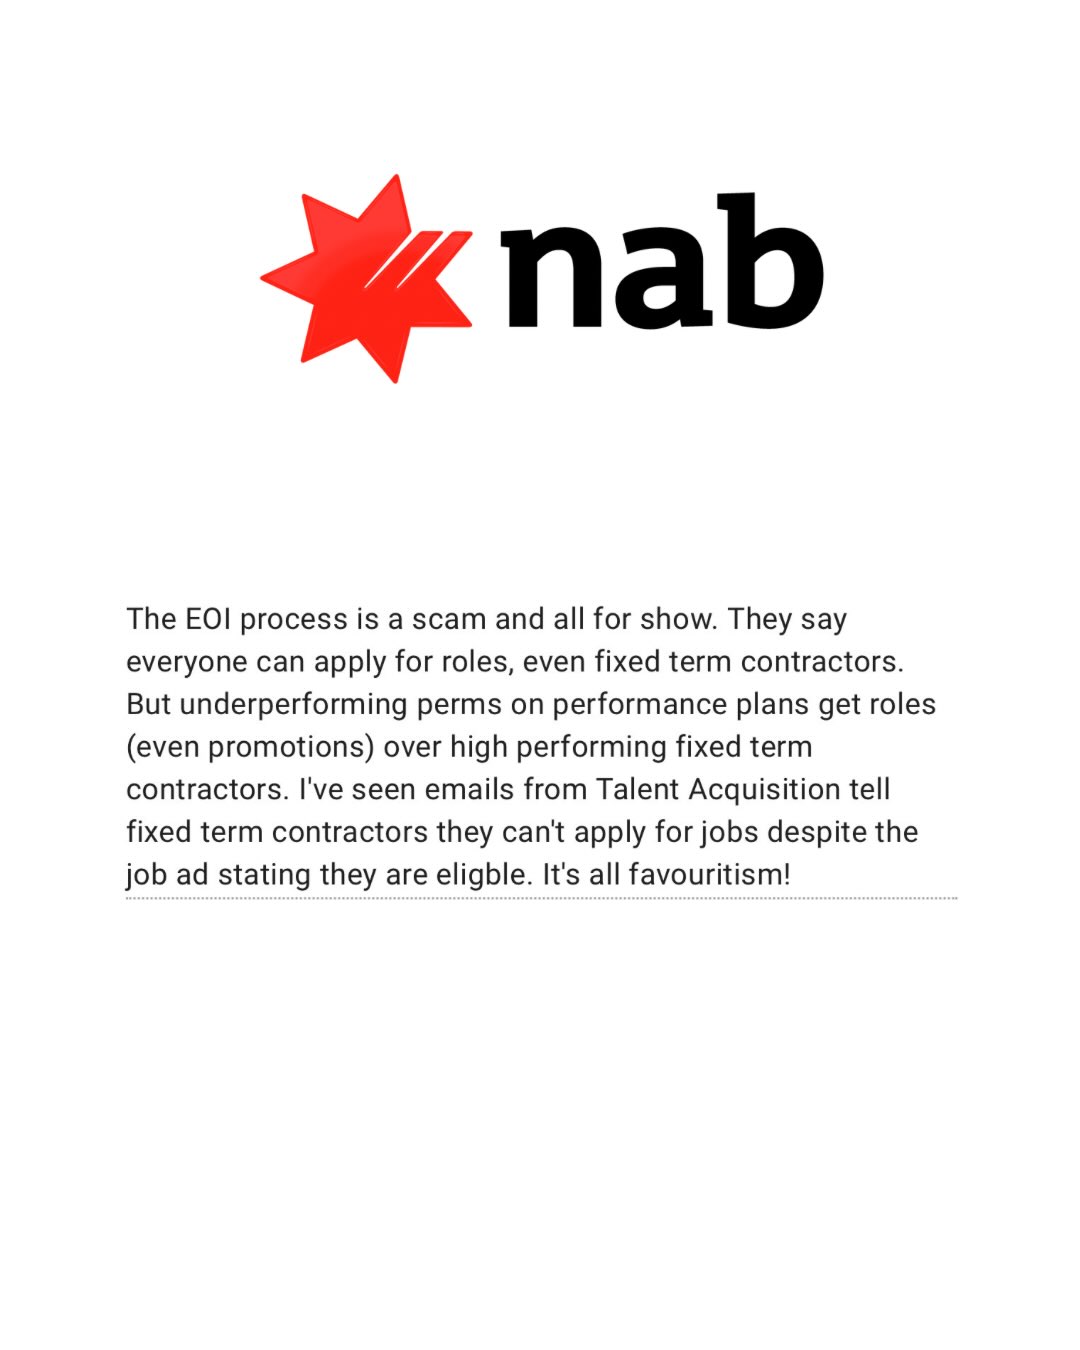 nab
The EOI process is a scam and all for show. They say
everyone can apply for roles, even fixed term contractors.
But underperforming perms on performance plans get roles
(even promotions) over high performing fixed term
contractors. I've seen emails from Talent Acquisition tell
fixed term contractors they can't apply for jobs despite the
job ad stating they are eligble. It's all favouritism!